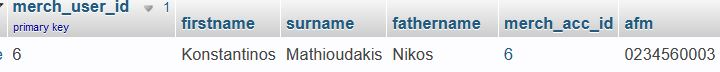 merch_user_id 1 firstname surname fathername merch_acc_id afm
primary key
6 Konstantinos Mathioudakis Nikos 6 0234560003